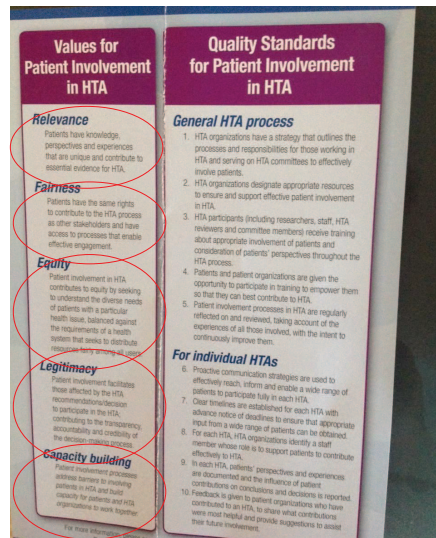 Values for
Patient Involvement
in HTA
Relevance
Patients have knowledge,
perspectives and experiences
that are unique and contribute to
essential evidence for HTA.
Fairness
Patients have the same rights
to contribute to the HTA process
as other stakeholders and have
access to processes that enable
effective engagement.
Equity
Patient involvement in HTA
contributes to equity by seeking
to understand the diverse needs
of patients with a particular
health issue, balanced against
the requirements of a health
system that seeks to distribute
resources fairly among all users.
Legitimacy
Patient involvement facilitates
those affected by the HTA
recommendations/decision
to participate in the HTA;
contributing to the transparency,
accountability and credibility of
the decision-making process.
Capacity building
Patient involvement processes
address barriers to involving
patients in HTA and build
capacity for patients and HTA
organizations to work together.
For more information
Quality Standards
for Patient Involvement
in HTA
General HTA process
1. HTA organizations have a strategy that outlines the
processes and responsibilities for those working in
HTA and serving on HTA committees to effectively
involve patients.
2. HTA organizations designate appropriate resources
to ensure and support effective patient involvement
in HTA.
3. HTA participants (including researchers, staff, HTA
reviewers and committee members) receive training
about appropriate involvement of patients and
consideration of patients' perspectives throughout the
HTA process.
4. Patients and patient organizations are given the
opportunity to participate in training to empower them
so that they can best contribute to HTA.
5. Patient involvement processes in HTA are regularly
reflected on and reviewed, taking account of the
experiences of all those involved, with the intent to
continuously improve them.
For individual HTAs
6. Proactive communication strategies are used to
effectively reach, inform and enable a wide range of
patients to participate fully in each HTA.
7. Clear timelines are established for each HTA with
advance notice of deadlines to ensure that appropriate
input from a wide range of patients can be obtained.
8. For each HTA, HTA organizations identify a staff
member whose role is to support patients to contribute
effectively to HTA.
9. In each HTA, patients' perspectives and experiences
are documented and the influence of patient
contributions on conclusions and decisions is reported.
10. Feedback is given to patient organizations who have
contributed to an HTA, to share what contributions
were most helpful and provide suggestions to assist
their future involvement.